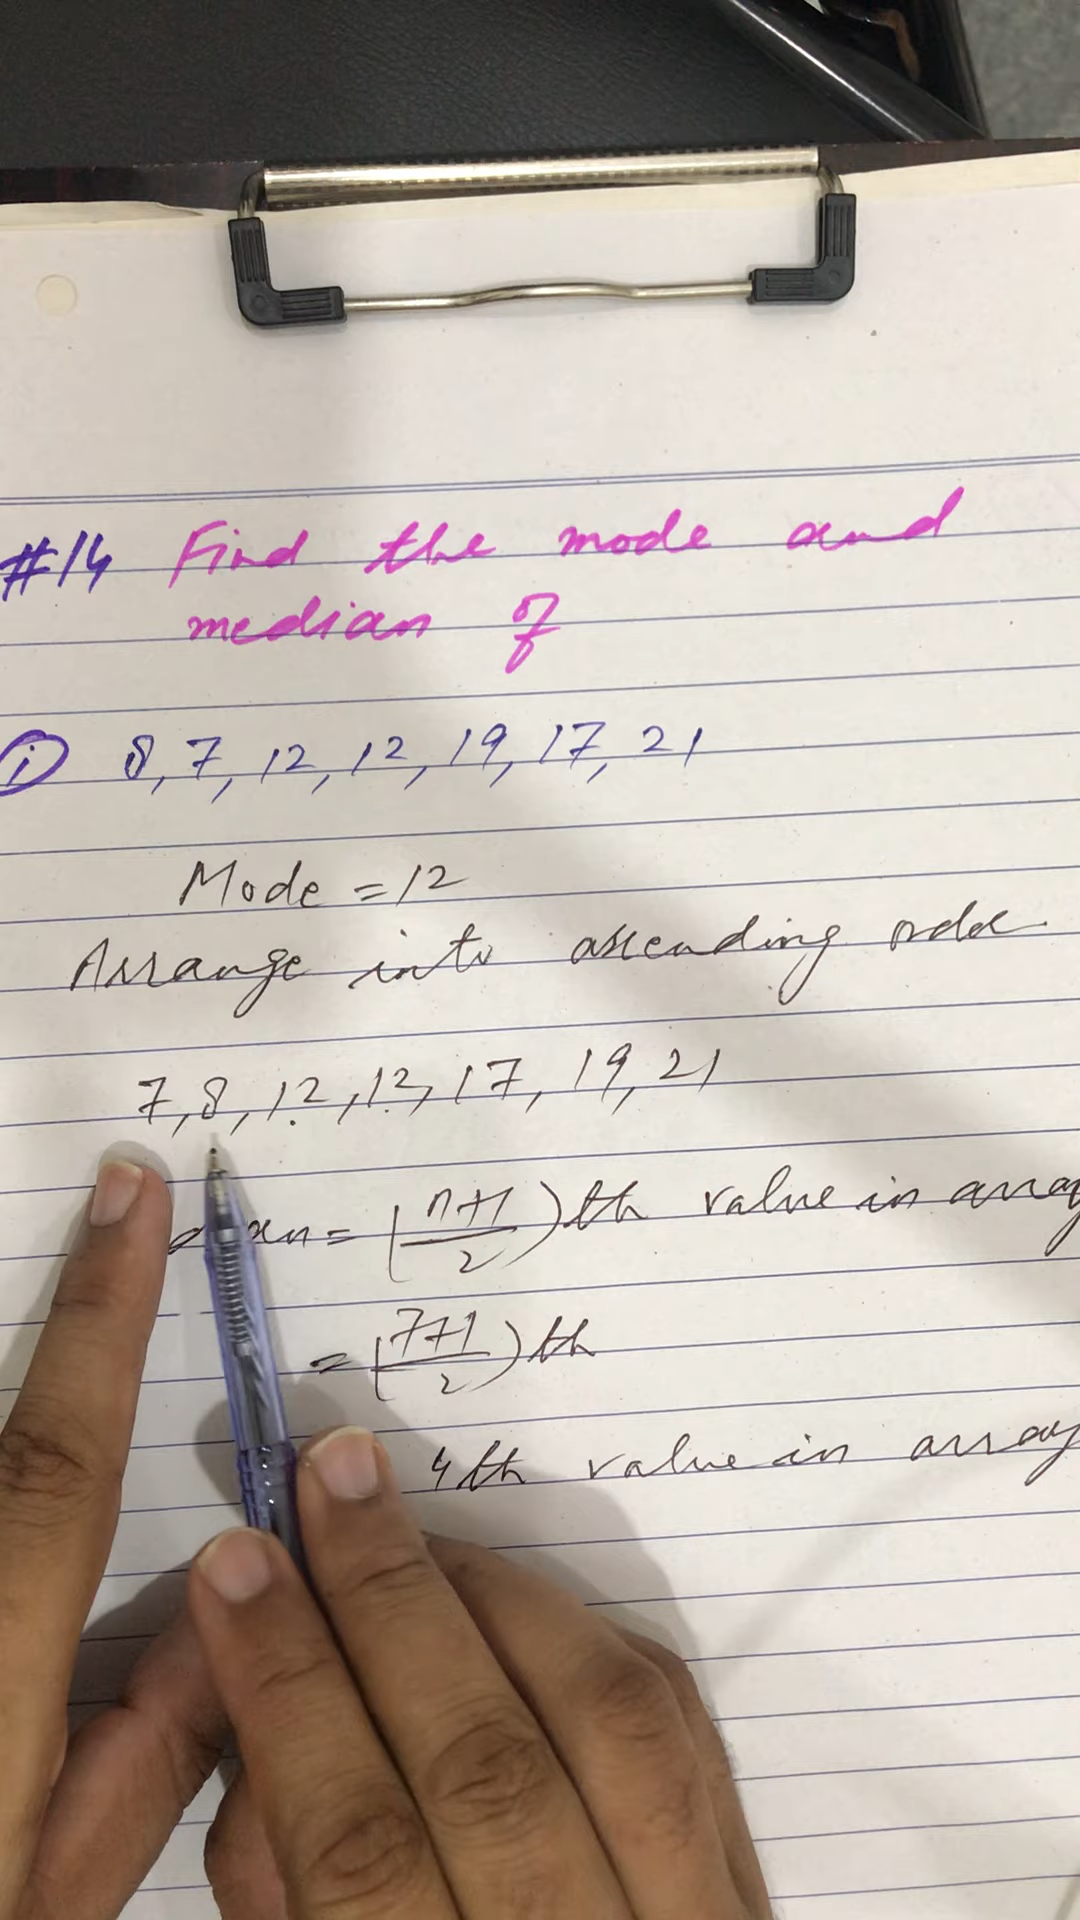 #14 Find the mode and
median of
i 8, 7, 12, 12, 19, 17, 21
Mode = 12
Arrange into ascending order
7, 8, 12, 12, 17, 19, 21
= (n+1/2)th value in array
= (7+1/2)th
4th value in array